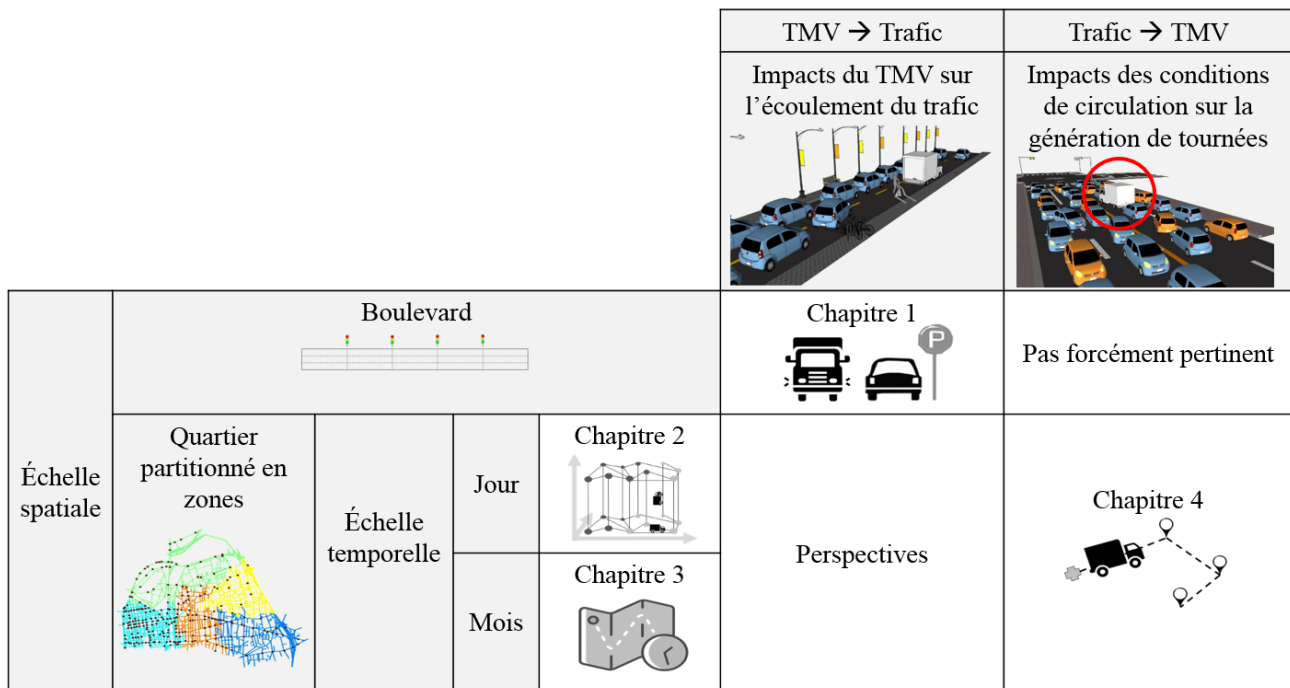 TMV → Trafic
Trafic → TMV
Impacts du TMV sur
l’écoulement du trafic
Impacts des conditions
de circulation sur la
génération de tournées
Boulevard
Chapitre 1
P
Pas forcément pertinent
Échelle
spatiale
Quartier
partitionné en
zones
Échelle
temporelle
Jour
Chapitre 2
Mois
Chapitre 3
Perspectives
Chapitre 4